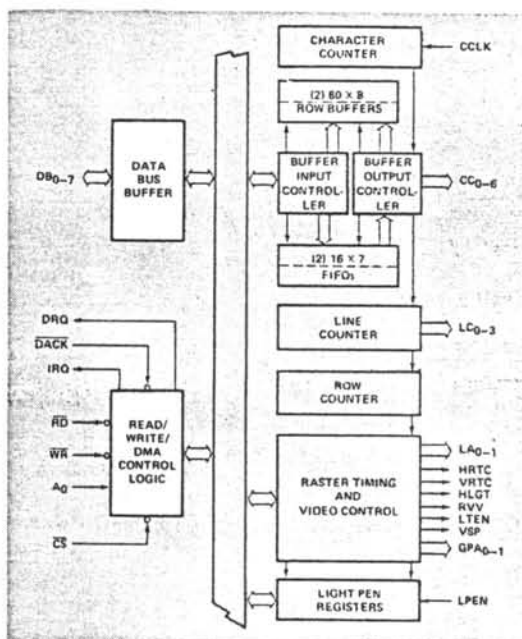 CHARACTER
COUNTER
CCLK
(2) 80 X 8
ROW BUFFERS
DB0-7
DATA
BUS
BUFFER
BUFFER
INPUT
CONTROL-
LER
BUFFER
OUTPUT
CONTROL-
LER
CC0-6
(2) 16 X 7
FIFOs
DRQ
DACK
IRQ
LINE
COUNTER
LC0-3
ROW
COUNTER
RD
WR
A0
CS
READ/
WRITE/
DMA
CONTROL
LOGIC
RASTER TIMING
AND
VIDEO CONTROL
LA0-1
HRTC
VRTC
HLGT
RVV
LTEN
VSP
GPA0-1
LIGHT PEN
REGISTERS
LPEN